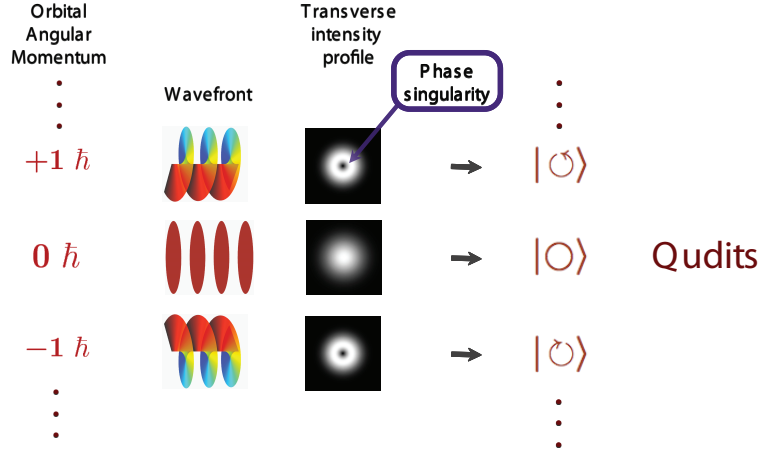 Orbital
Angular
Momentum
Transverse
intensity
profile
Wavefront
Phase
singularity
+1 ħ
|↺⟩
0 ħ
|○⟩
Qudits
−1 ħ
|↻⟩